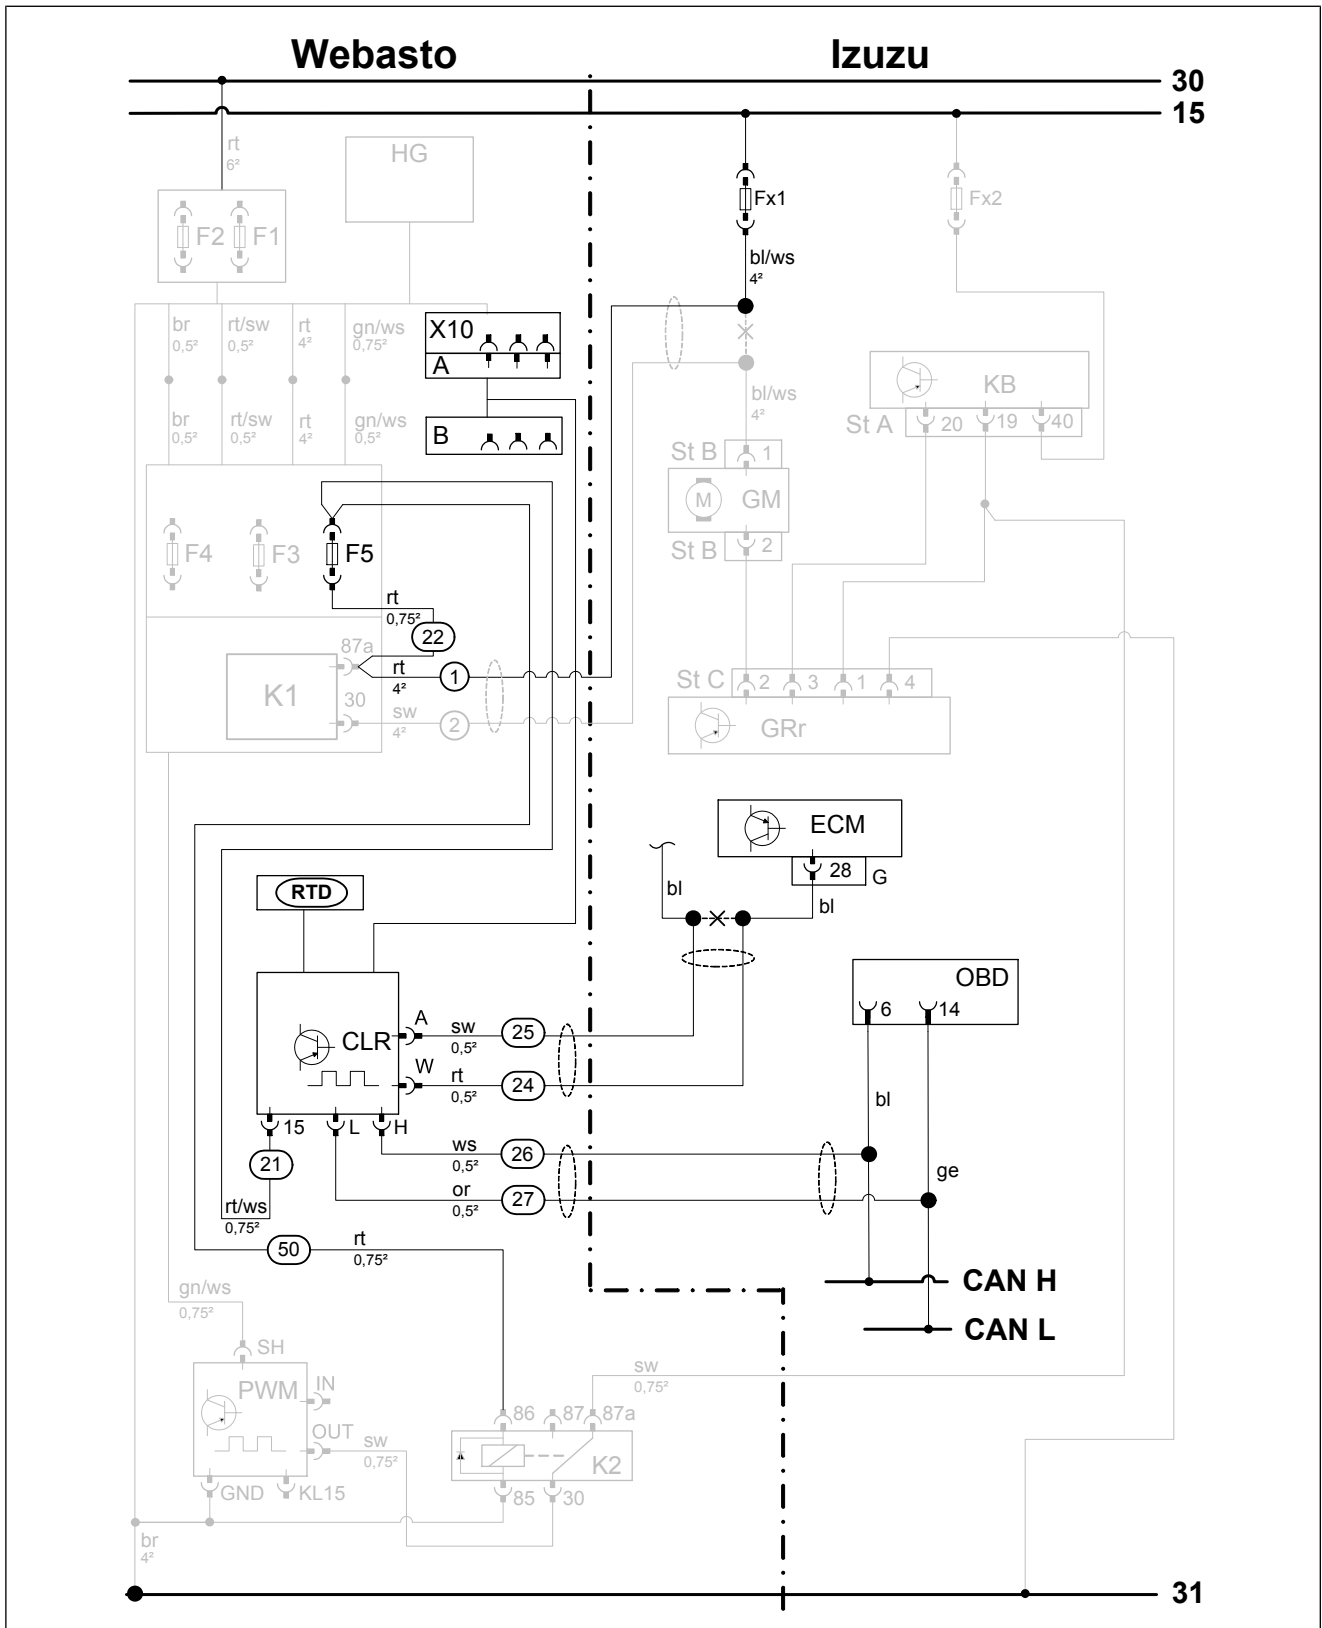 Webasto
Izuzu
30
15
rt
6²
HG
F2
F1
Fx1
Fx2
bl/ws
4²
br
0,5²
rt/sw
0,5²
rt
4²
gn/ws
0,75²
X10
A
KB
bl/ws
4²
br
0,5²
rt/sw
0,5²
rt
4²
gn/ws
0,5²
B
St A
20
19
40
St B
1
M
GM
St B
2
F4
F3
F5
rt
0,75²
22
87a
rt
4²
1
K1
30
sw
4²
2
St C
2
3
1
4
GRr
ECM
28
G
bl
bl
RTD
OBD
6
14
A
CLR
sw
0,5²
25
W
rt
0,5²
24
bl
15
L
H
ws
0,5²
26
21
or
0,5²
27
ge
rt/ws
0,75²
50
rt
0,75²
CAN H
gn/ws
0,75²
CAN L
SH
sw
0,75²
PWM
IN
OUT
sw
0,75²
86
87
87a
K2
GND
KL15
85
30
br
4²
31